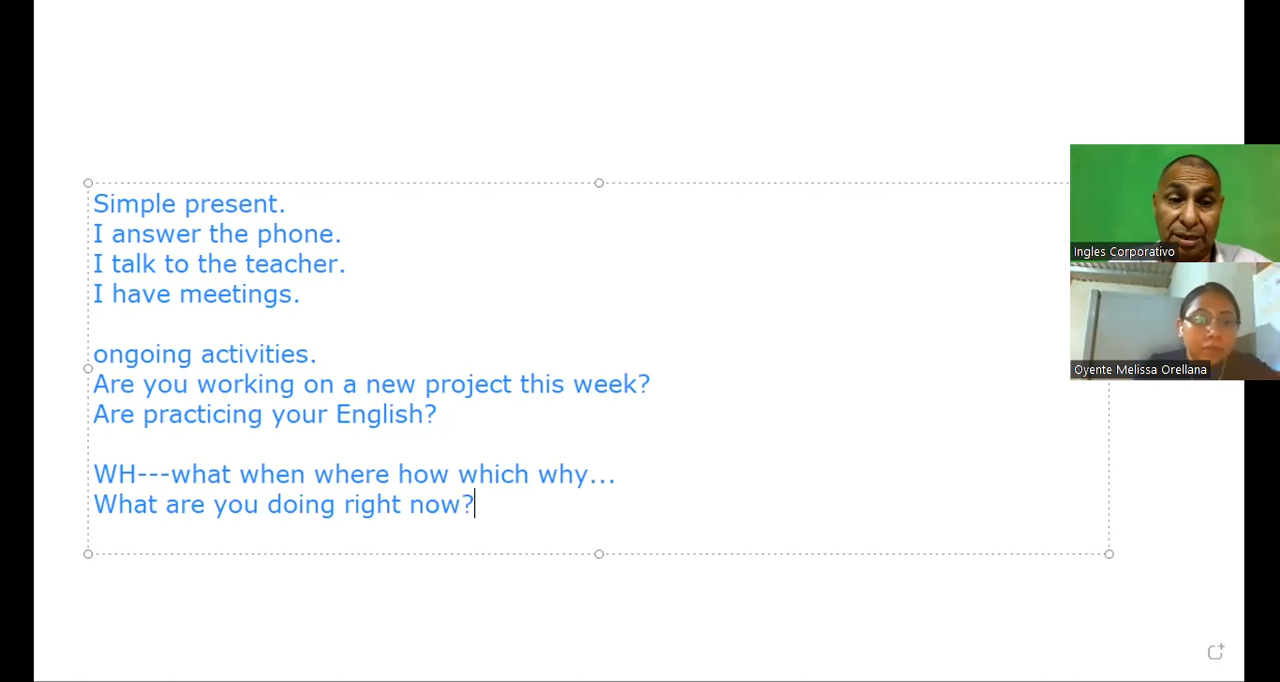 Simple present.
I answer the phone.
I talk to the teacher.
I have meetings.
ongoing activities.
Are you working on a new project this week?
Are practicing your English?
WH---what when where how which why...
What are you doing right now?
Ingles Corporativo
Oyente Melissa Orellana